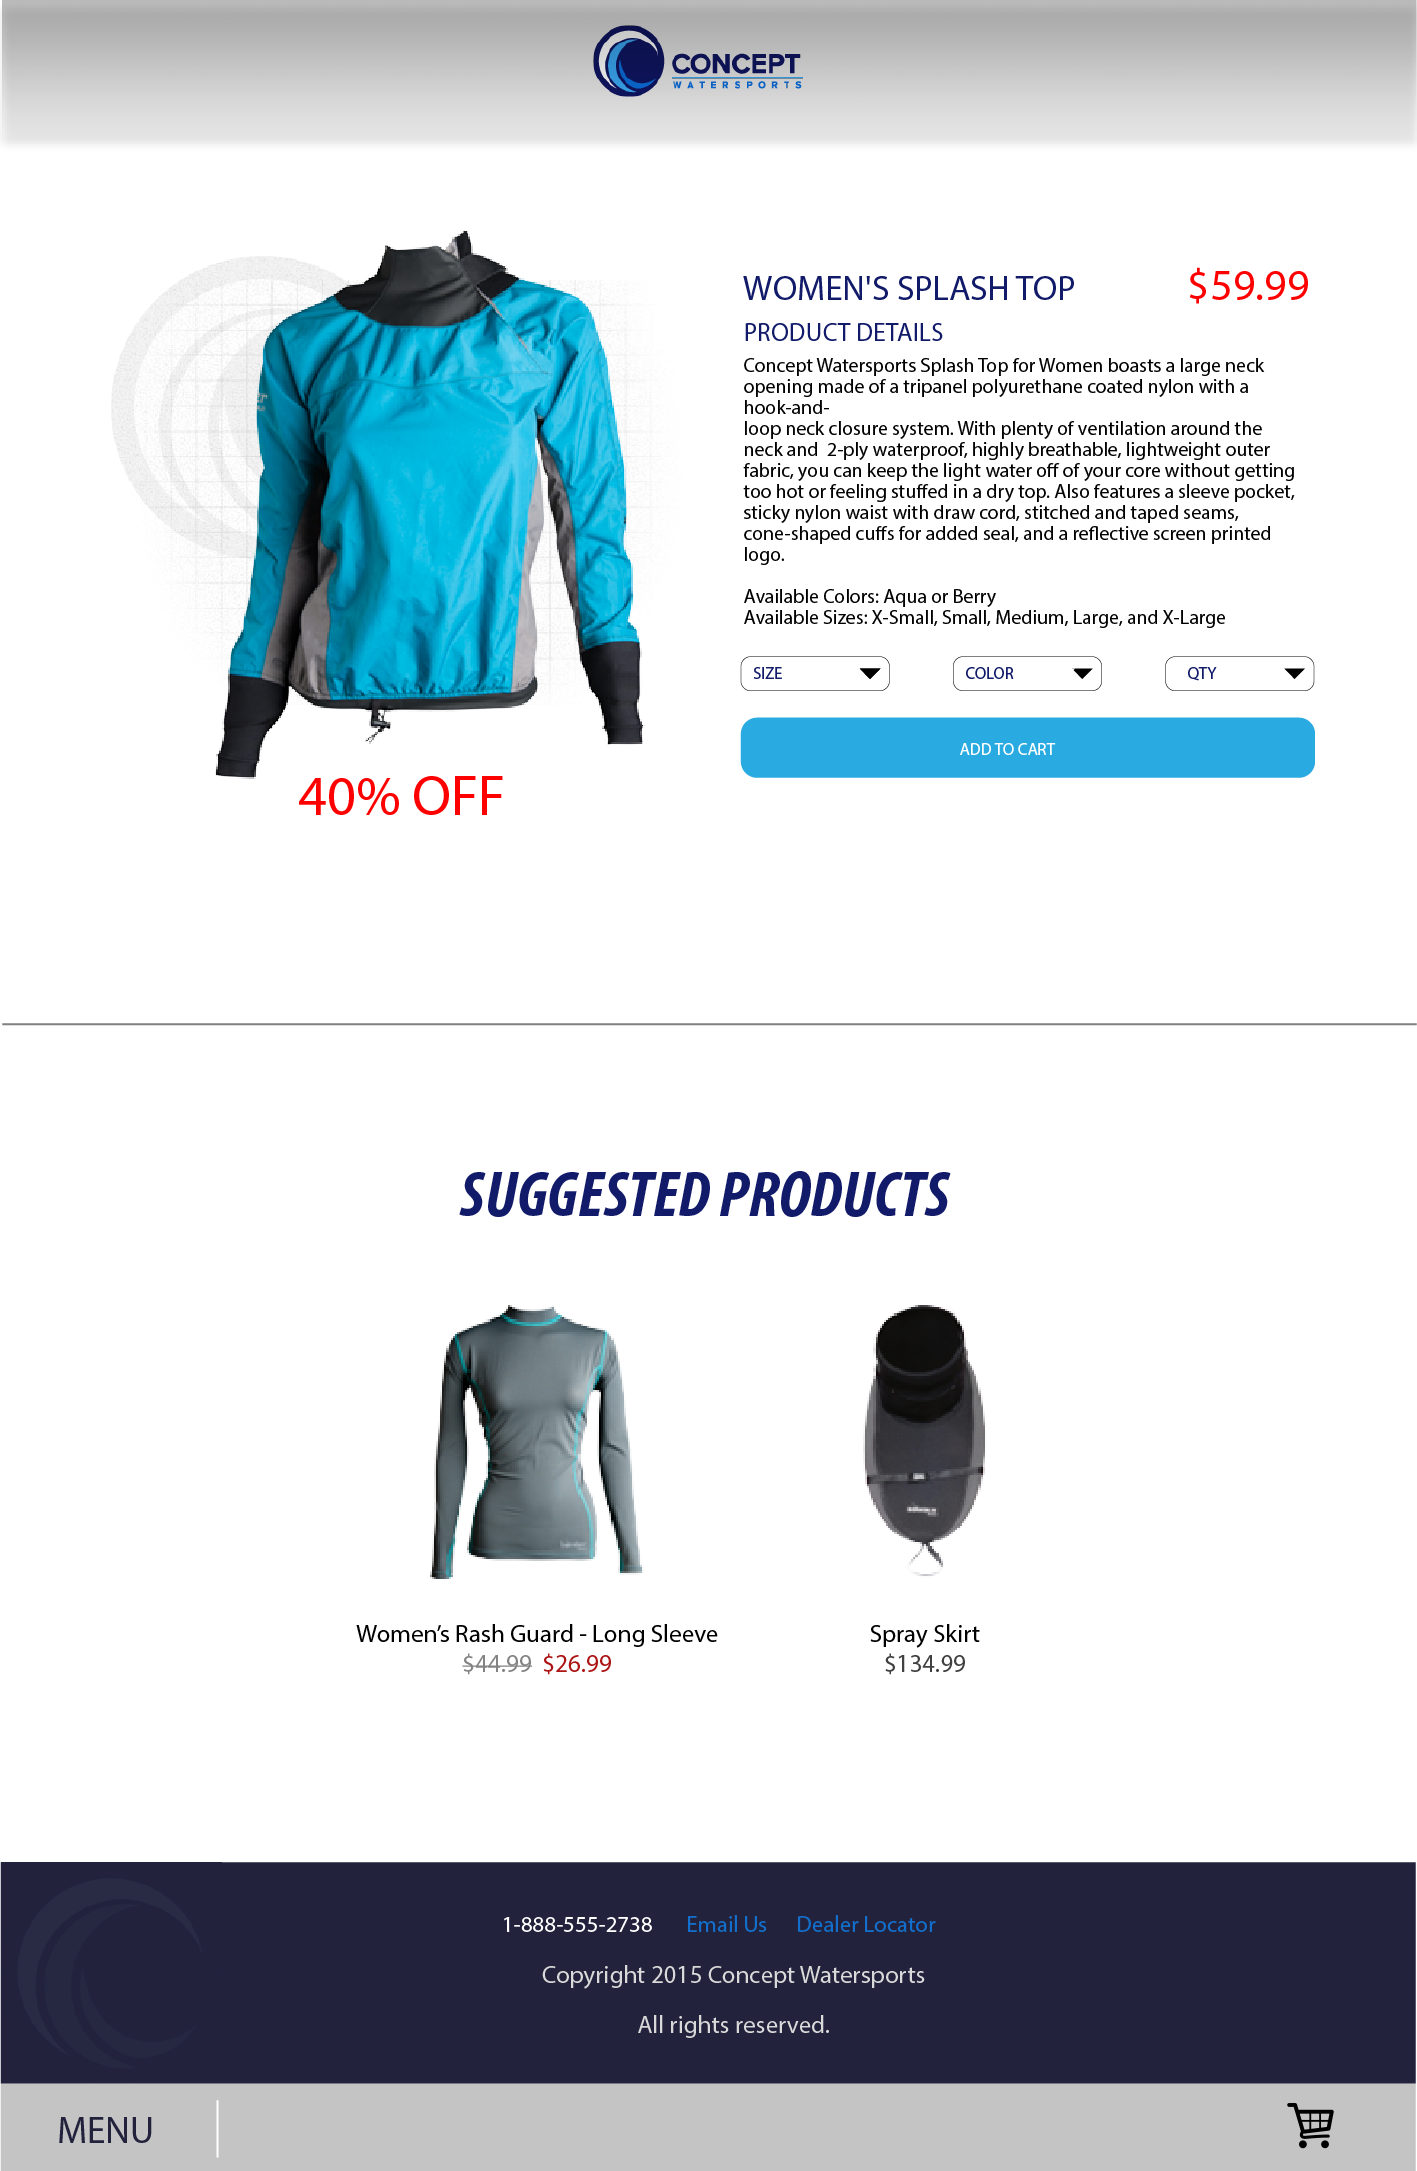 CONCEPT
WATERSPORTS
WOMEN'S SPLASH TOP
$59.99
PRODUCT DETAILS
Concept Watersports Splash Top for Women boasts a large neck
opening made of a tripanel polyurethane coated nylon with a
hook-and-
loop neck closure system. With plenty of ventilation around the
neck and  2-ply waterproof, highly breathable, lightweight outer
fabric, you can keep the light water off of your core without getting
too hot or feeling stuffed in a dry top. Also features a sleeve pocket,
sticky nylon waist with draw cord, stitched and taped seams,
cone-shaped cuffs for added seal, and a reflective screen printed
logo.
Available Colors: Aqua or Berry
Available Sizes: X-Small, Small, Medium, Large, and X-Large
SIZE
COLOR
QTY
ADD TO CART
40% OFF
SUGGESTED PRODUCTS
Women’s Rash Guard - Long Sleeve
$44.99 $26.99
Spray Skirt
$134.99
1-888-555-2738 Email Us Dealer Locator
Copyright 2015 Concept Watersports
All rights reserved.
MENU